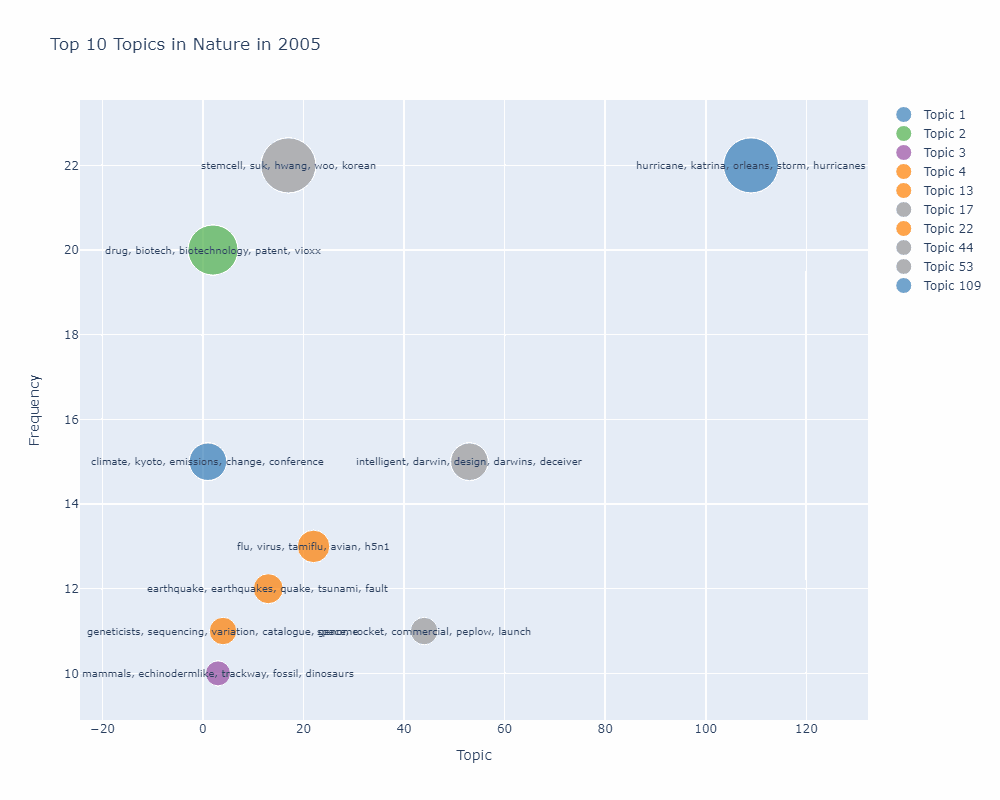 Top 10 Topics in Nature in 2005
Topic 1
Topic 2
Topic 3
Topic 4
Topic 13
Topic 17
Topic 22
Topic 44
Topic 53
Topic 109
Frequency
22
20
18
16
14
12
10
stemcell, suk, hwang, woo, korean
hurricane, katrina, orleans, storm, hurricanes
drug, biotech, biotechnology, patent, vioxx
climate, kyoto, emissions, change, conference
intelligent, darwin, design, darwins, deceiver
flu, virus, tamiflu, avian, h5n1
earthquake, earthquakes, quake, tsunami, fault
geneticists, sequencing, variation, catalogue, genome
space, rocket, commercial, peplow, launch
mammals, echinodermlike, trackway, fossil, dinosaurs
−20
0
20
40
60
80
100
120
Topic